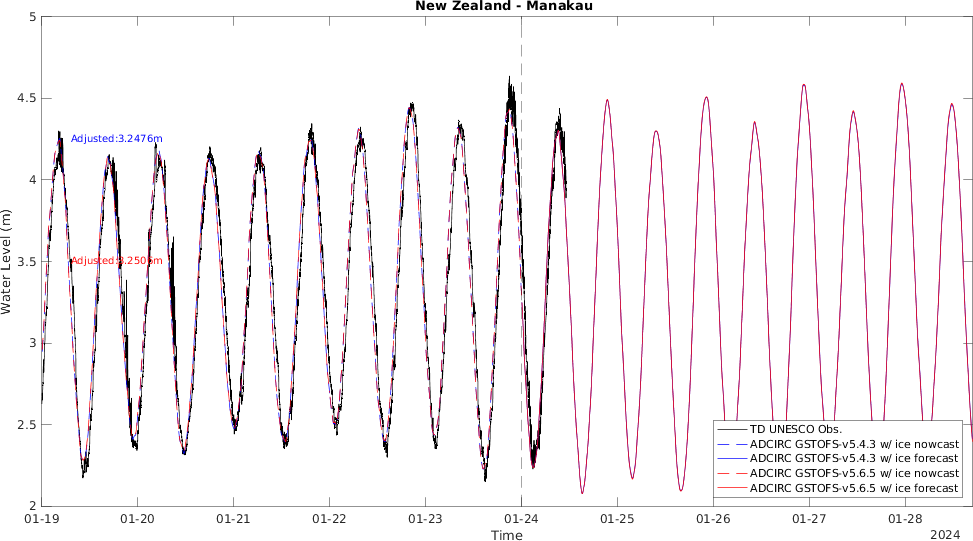 New Zealand - Manakau
5
4.5
4
3.5
3
2.5
2
Water Level (m)
Adjusted:3.2476m
Adjusted:3.2506m
TD UNESCO Obs.
ADCIRC GSTOFS-v5.4.3 w/ ice nowcast
ADCIRC GSTOFS-v5.4.3 w/ ice forecast
ADCIRC GSTOFS-v5.6.5 w/ ice nowcast
ADCIRC GSTOFS-v5.6.5 w/ ice forecast
01-19 01-20 01-21 01-22 01-23 01-24 01-25 01-26 01-27 01-28
Time
2024